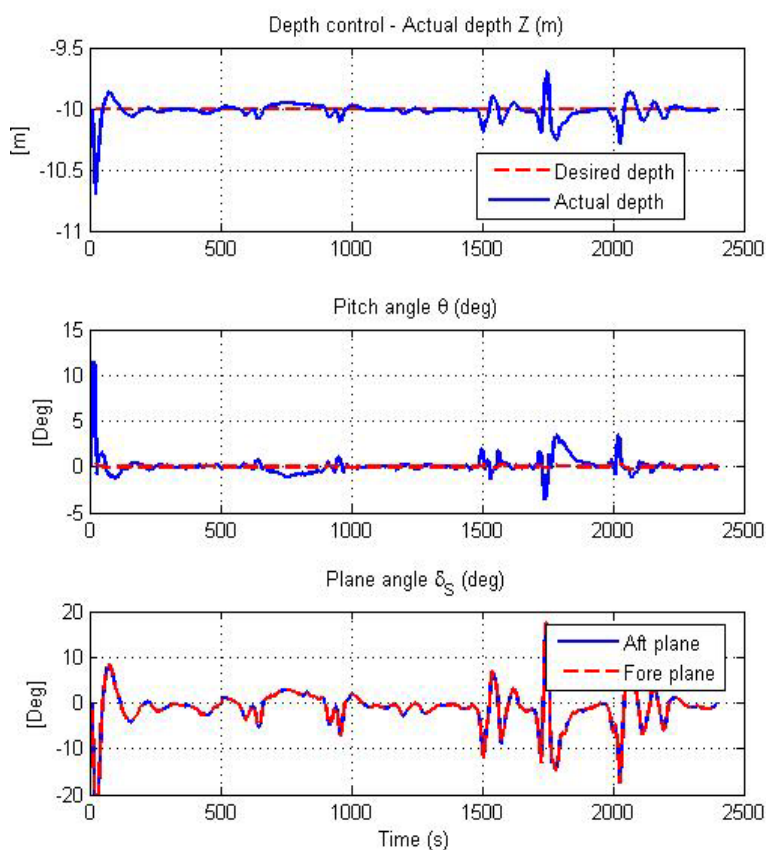 Depth control - Actual depth Z (m)
-9.5
-10
-10.5
-11
[m]
Desired depth
Actual depth
0 500 1000 1500 2000 2500
Pitch angle θ (deg)
15
10
5
0
-5
[Deg]
0 500 1000 1500 2000 2500
Plane angle δS (deg)
20
10
0
-10
-20
[Deg]
Aft plane
Fore plane
0 500 1000 1500 2000 2500
Time (s)